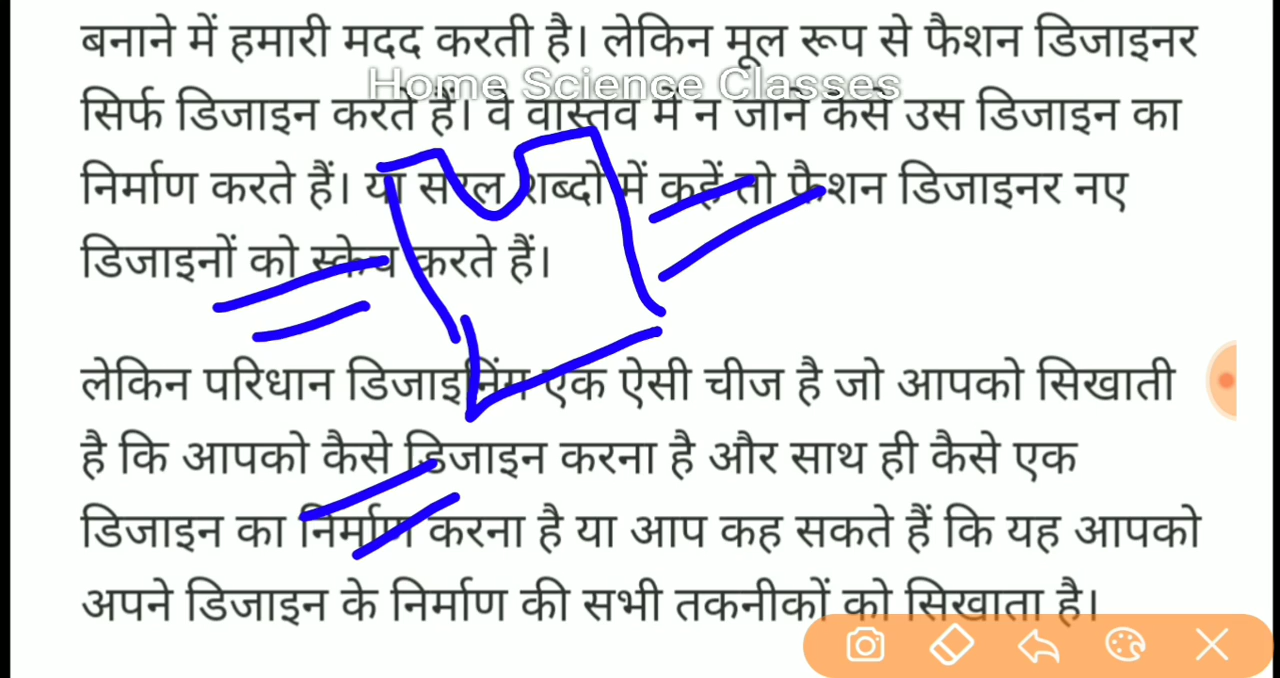 बनाने में हमारी मदद करती है। लेकिन मूल रूप से फैशन डिजाइनर
Home Science Classes
सिर्फ डिजाइन करते हैं। वे वास्तव में न जाने कैसे उस डिजाइन का
निर्माण करते हैं। या सरल शब्दों में कहें तो फैशन डिजाइनर नए
डिजाइनों को स्केच करते हैं।
लेकिन परिधान डिजाइनिंग एक ऐसी चीज है जो आपको सिखाती
है कि आपको कैसे डिजाइन करना है और साथ ही कैसे एक
डिजाइन का निर्माण करना है या आप कह सकते हैं कि यह आपको
अपने डिजाइन के निर्माण की सभी तकनीकों को सिखाता है।